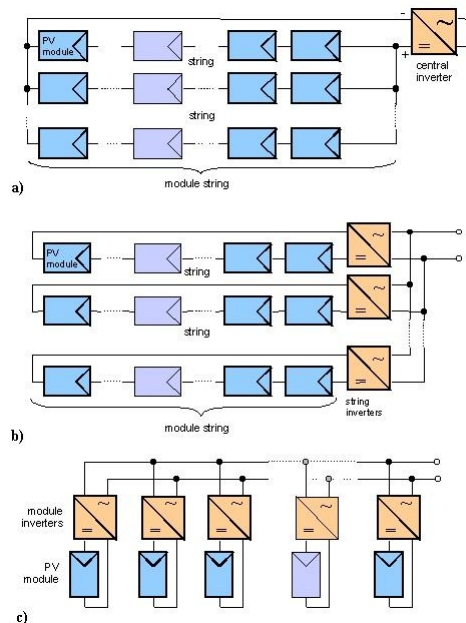 PV
module
string
string
-
+
central
inverter
module string
a)
PV
module
string
string
string
inverters
module string
b)
module
inverters
PV
module
c)